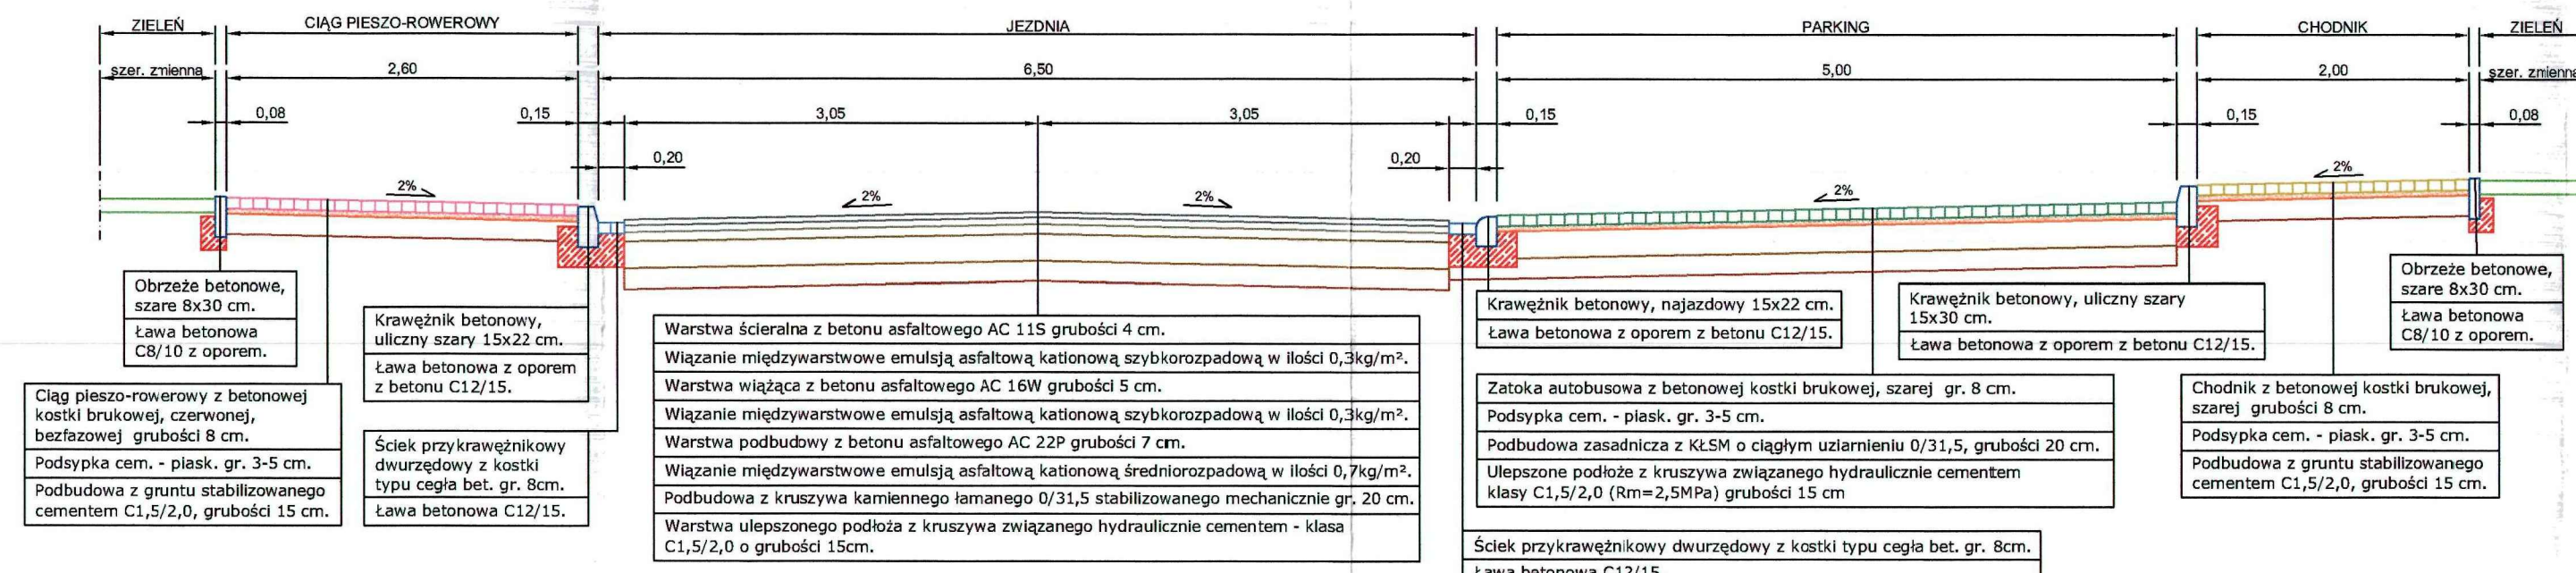 ZIELEŃ
CIĄG PIESZO-ROWEROWY
JEZDNIA
PARKING
CHODNIK
ZIELEŃ
szer. zmienna
2,60
6,50
5,00
2,00
szer. zmienna
0,08
0,15
3,05
3,05
0,15
0,15
0,08
0,20
0,20
2%
2%
2%
2%
2%
Obrzeże betonowe,
szare 8x30 cm.
Ława betonowa
C8/10 z oporem.
Krawężnik betonowy,
uliczny szary 15x22 cm.
Ława betonowa z oporem
z betonu C12/15.
Ciąg pieszo-rowerowy z betonowej
kostki brukowej, czerwonej,
bezfazowej grubości 8 cm.
Podsypka cem. - piask. gr. 3-5 cm.
Podbudowa z gruntu stabilizowanego
cementem C1,5/2,0, grubości 15 cm.
Ściek przykrawężnikowy
dwurzędowy z kostki
typu cegła bet. gr. 8cm.
Ława betonowa C12/15.
Warstwa ścieralna z betonu asfaltowego AC 11S grubości 4 cm.
Wiązanie międzywarstwowe emulsją asfaltową kationową szybkorozpadową w ilości 0,3kg/m².
Warstwa wiążąca z betonu asfaltowego AC 16W grubości 5 cm.
Wiązanie międzywarstwowe emulsją asfaltową kationową szybkorozpadową w ilości 0,3kg/m².
Warstwa podbudowy z betonu asfaltowego AC 22P grubości 7 cm.
Wiązanie międzywarstwowe emulsją asfaltową kationową średniorozpadową w ilości 0,7kg/m².
Podbudowa z kruszywa kamiennego łamanego 0/31,5 stabilizowanego mechanicznie gr. 20 cm.
Warstwa ulepszonego podłoża z kruszywa związanego hydraulicznie cementem - klasa
C1,5/2,0 o grubości 15cm.
Krawężnik betonowy, najazdowy 15x22 cm.
Ława betonowa z oporem z betonu C12/15.
Krawężnik betonowy, uliczny szary
15x30 cm.
Ława betonowa z oporem z betonu C12/15.
Obrzeże betonowe,
szare 8x30 cm.
Ława betonowa
C8/10 z oporem.
Zatoka autobusowa z betonowej kostki brukowej, szarej gr. 8 cm.
Podsypka cem. - piask. gr. 3-5 cm.
Podbudowa zasadnicza z KŁSM o ciągłym uziarnieniu 0/31,5, grubości 20 cm.
Ulepszone podłoże z kruszywa związanego hydraulicznie cementem
klasy C1,5/2,0 (Rm=2,5MPa) grubości 15 cm
Chodnik z betonowej kostki brukowej,
szarej grubości 8 cm.
Podsypka cem. - piask. gr. 3-5 cm.
Podbudowa z gruntu stabilizowanego
cementem C1,5/2,0, grubości 15 cm.
Ściek przykrawężnikowy dwurzędowy z kostki typu cegła bet. gr. 8cm.
Ława betonowa C12/15